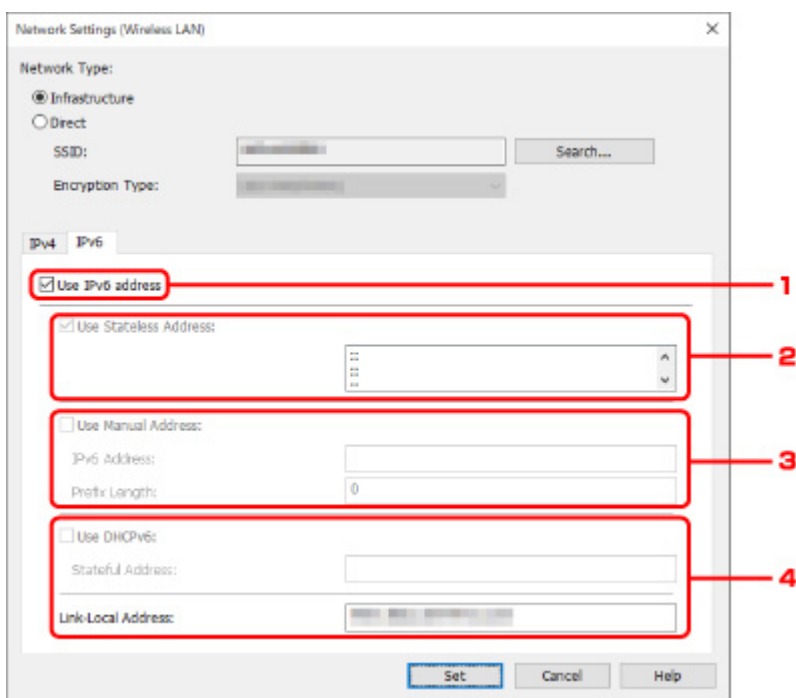 Network Settings (Wireless LAN)
Network Type:
Infrastructure
Direct
SSID:
Search...
Encryption Type:
IPv4 IPv6
Use IPv6 address
1
Use Stateless Address:
::
::
::
2
Use Manual Address:
IPv6 Address:
3
Prefix Length: 0
Use DHCPv6:
Stateful Address:
4
Link-Local Address:
Set Cancel Help